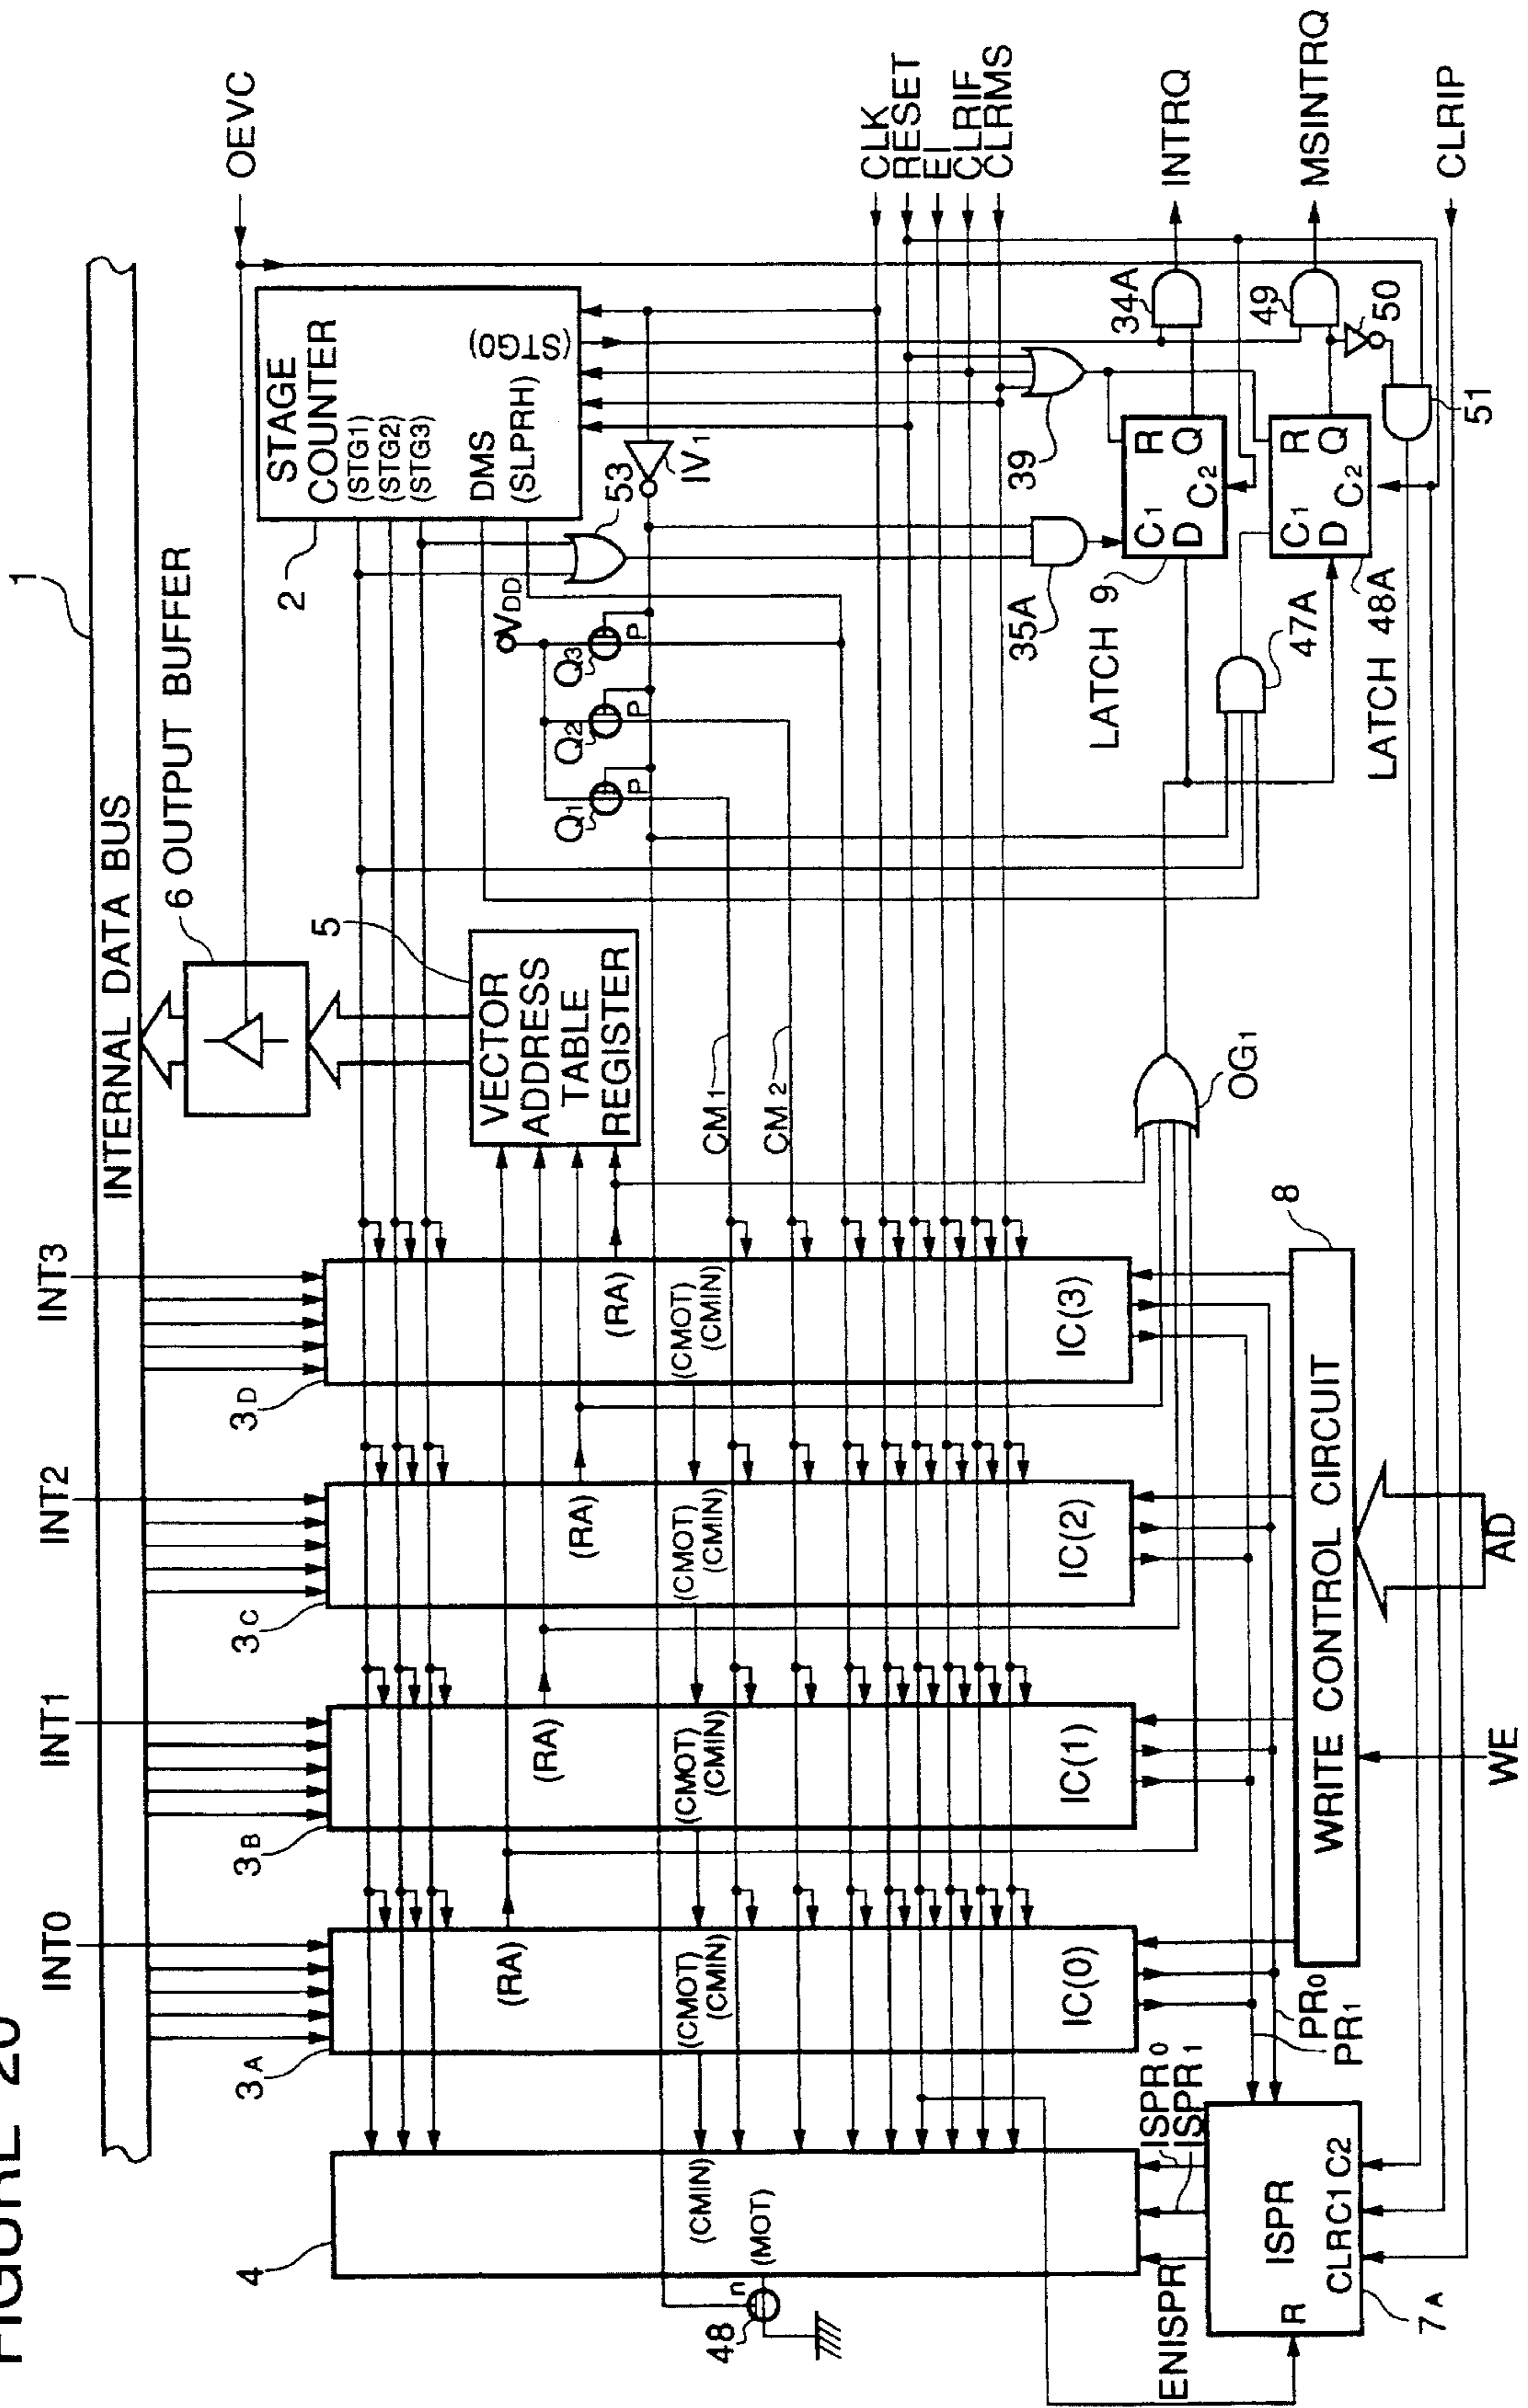 FIGURE 20
1
INTERNAL DATA BUS
INT0
INT1
INT2
INT3
6 OUTPUT BUFFER
OEVC
STAGE
COUNTER
(STG1)
(STG2)
(STG3)
DMS
(SLPRH)
(STG0)
2
5
VECTOR
ADDRESS
TABLE
REGISTER
3A
3B
3C
3D
4
(RA)
(RA)
(RA)
(RA)
(CMOT)
(CMIN)
(CMOT)
(CMIN)
(CMOT)
(CMIN)
(CMOT)
(CMIN)
(CMIN)
(MOT)
IC(0)
IC(1)
IC(2)
IC(3)
CM1
CM2
VDD
Q1
Q2
Q3
P
P
P
53
IV1
CLK
RESET
EI
CLRIF
CLRMS
39
35A
34A
INTRQ
49
MSINTRQ
50
51
CLRIP
LATCH 9
C1
R
D
C2
Q
47A
LATCH 48A
C1
R
D
C2
Q
OG1
8
WRITE CONTROL CIRCUIT
WE
AD
PR0
PR1
ISPR0
ISPR1
ENISPR
ISPR
R
CLR
C1
C2
7A
48
n